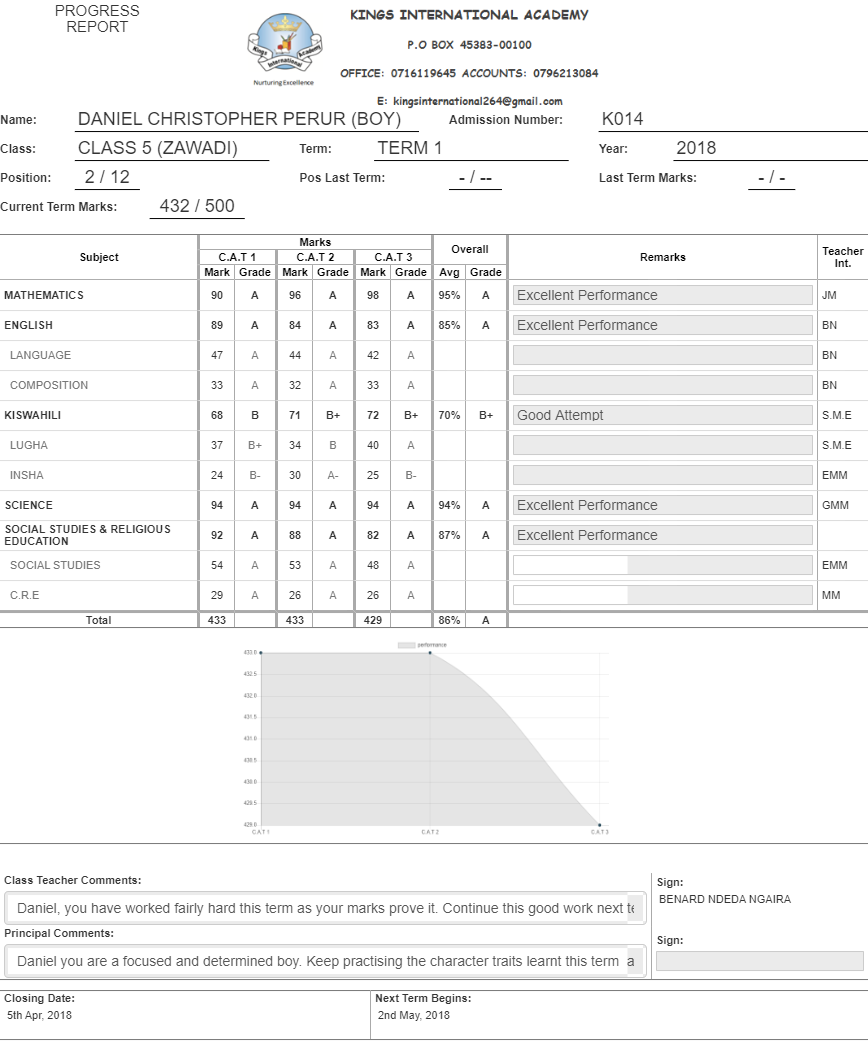 PROGRESS
REPORT
Kings International Academy
Nurturing Excellence
KINGS INTERNATIONAL ACADEMY
P.O BOX 45383-00100
OFFICE: 0716119645 ACCOUNTS: 0796213084
E: kingsinternational264@gmail.com
Name: DANIEL CHRISTOPHER PERUR (BOY) Admission Number: K014
Class: CLASS 5 (ZAWADI) Term: TERM 1 Year: 2018
Position: 2 / 12 Pos Last Term: - / -- Last Term Marks: - / -
Current Term Marks: 432 / 500
Subject Marks Overall Remarks Teacher Int.
C.A.T 1 C.A.T 2 C.A.T 3
Mark Grade Mark Grade Mark Grade Avg Grade
MATHEMATICS 90 A 96 A 98 A 95% A Excellent Performance JM
ENGLISH 89 A 84 A 83 A 85% A Excellent Performance BN
LANGUAGE 47 A 44 A 42 A BN
COMPOSITION 33 A 32 A 33 A BN
KISWAHILI 68 B 71 B+ 72 B+ 70% B+ Good Attempt S.M.E
LUGHA 37 B+ 34 B 40 A S.M.E
INSHA 24 B- 30 A- 25 B- EMM
SCIENCE 94 A 94 A 94 A 94% A Excellent Performance GMM
SOCIAL STUDIES & RELIGIOUS
EDUCATION 92 A 88 A 82 A 87% A Excellent Performance
SOCIAL STUDIES 54 A 53 A 48 A EMM
C.R.E 29 A 26 A 26 A MM
Total 433 433 429 86% A
performance
433.0
432.5
432.0
431.5
431.0
430.5
430.0
429.5
429.0
C.A.T 1 C.A.T 2 C.A.T 3
Class Teacher Comments: Sign:
Daniel, you have worked fairly hard this term as your marks prove it. Continue this good work next te BENARD NDEDA NGAIRA
Principal Comments: Sign:
Daniel you are a focused and determined boy. Keep practising the character traits learnt this term a
Closing Date: Next Term Begins:
5th Apr, 2018 2nd May, 2018